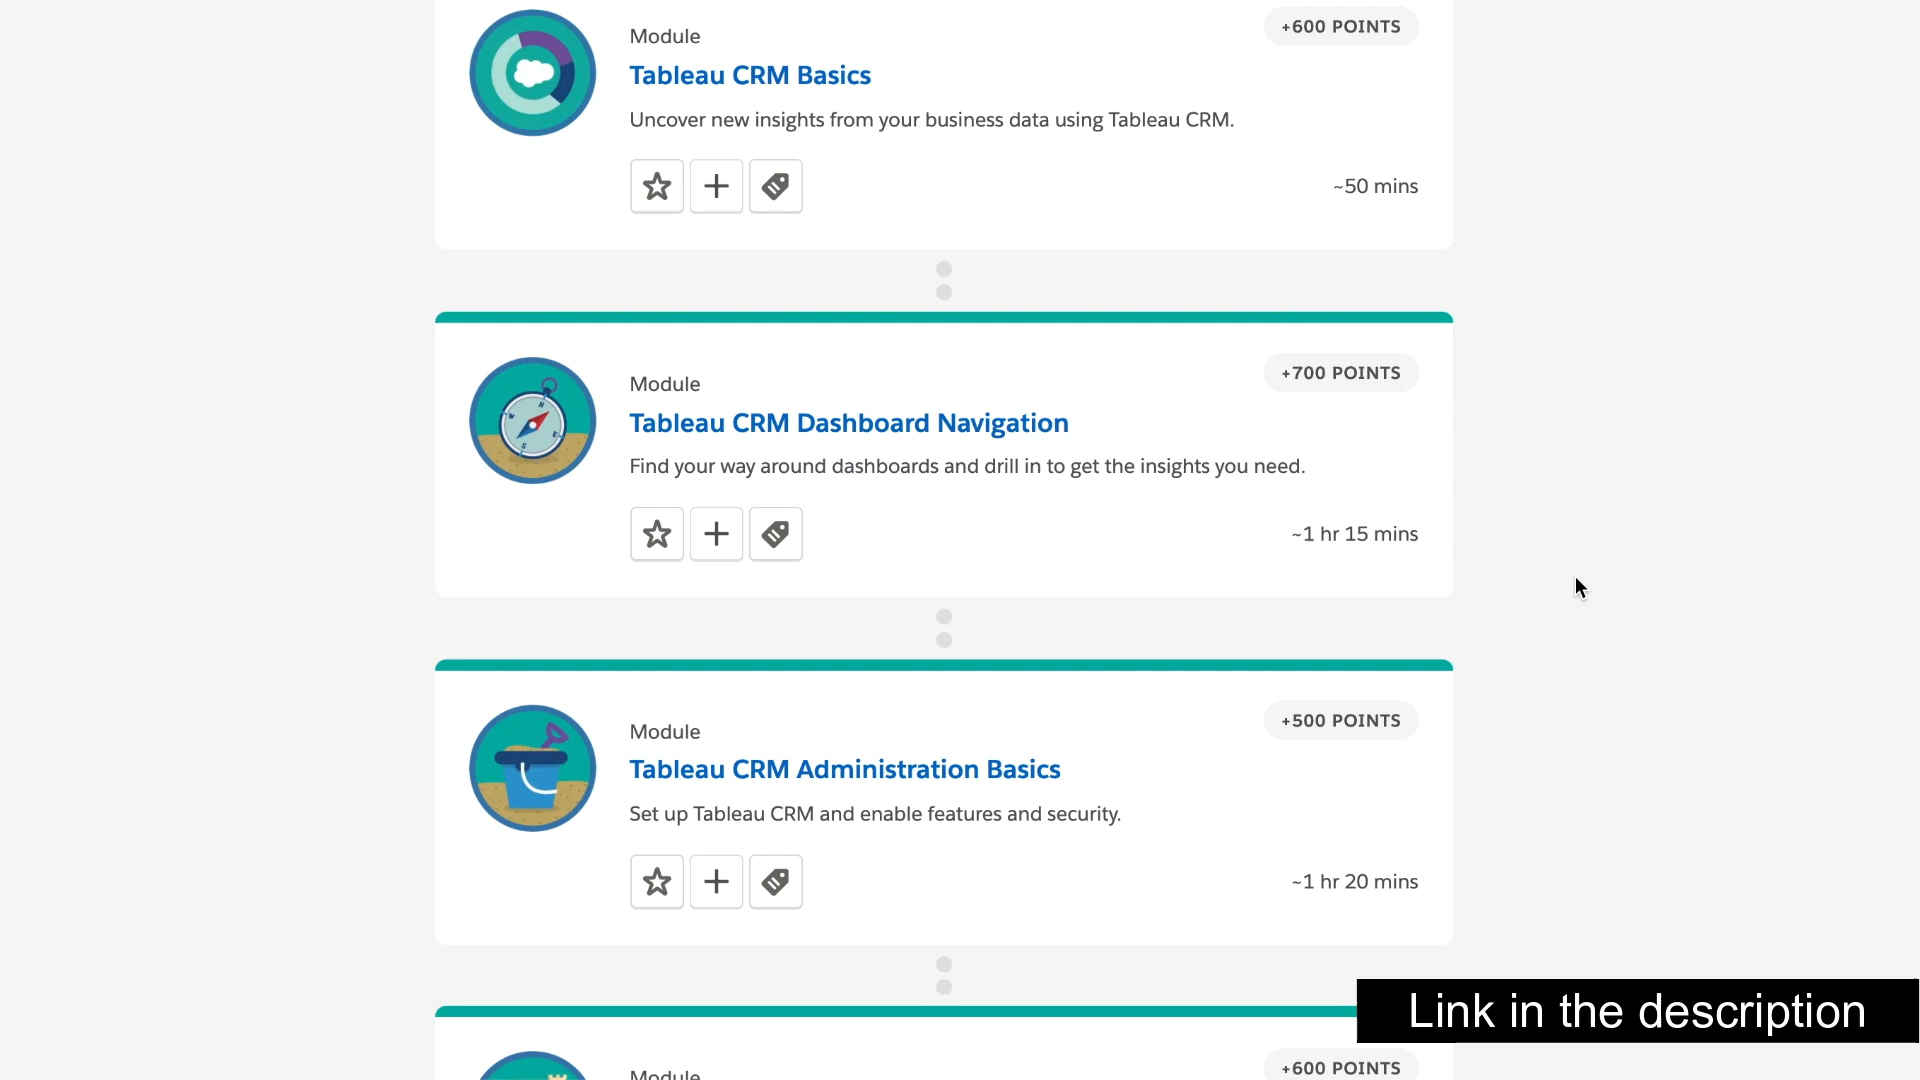 +600 POINTS
Module
Tableau CRM Basics
Uncover new insights from your business data using Tableau CRM.
~50 mins
+700 POINTS
Module
Tableau CRM Dashboard Navigation
Find your way around dashboards and drill in to get the insights you need.
~1 hr 15 mins
+500 POINTS
Module
Tableau CRM Administration Basics
Set up Tableau CRM and enable features and security.
~1 hr 20 mins
Link in the description
+600 POINTS
Module
N
W
E
S